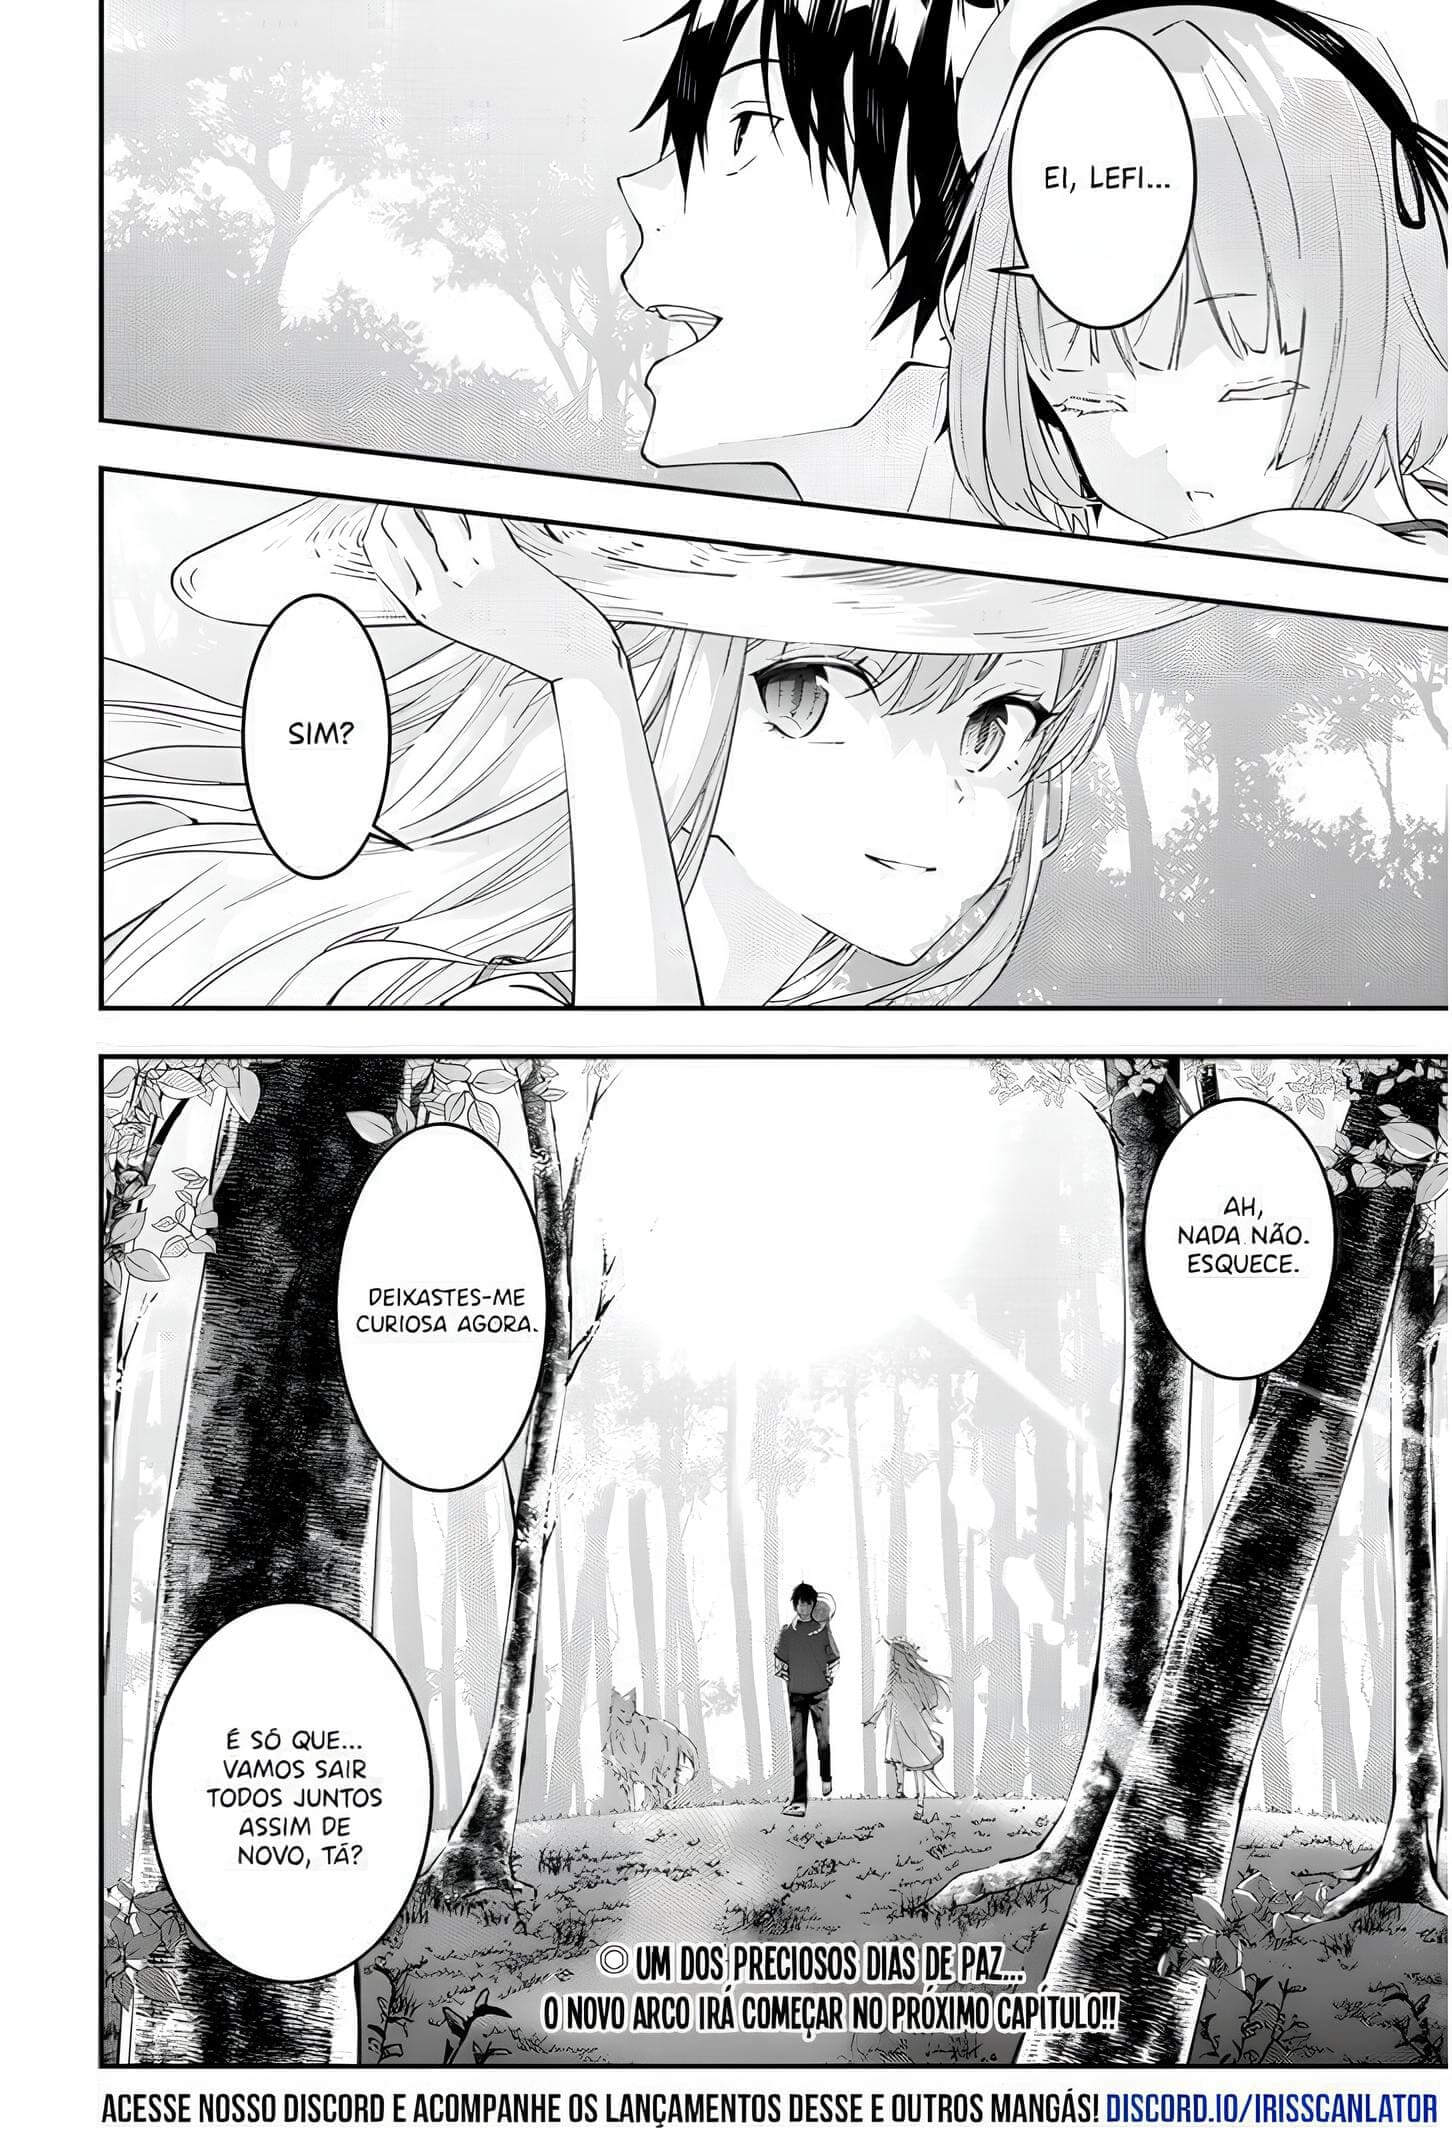 EI, LEFI...
SIM?
AH,
NADA NÃO.
ESQUECE.
DEIXASTES-ME
CURIOSA AGORA.
É SÓ QUE...
VAMOS SAIR
TODOS JUNTOS
ASSIM DE
NOVO, TÁ?
UM DOS PRECIOSOS DIAS DE PAZ...
O NOVO ARCO IRÁ COMEÇAR NO PRÓXIMO CAPÍTULO!!
ACESSE NOSSO DISCORD E ACOMPANHE OS LANÇAMENTOS DESSE E OUTROS MANGÁS! DISCORD.IO/IRISSCANLATOR